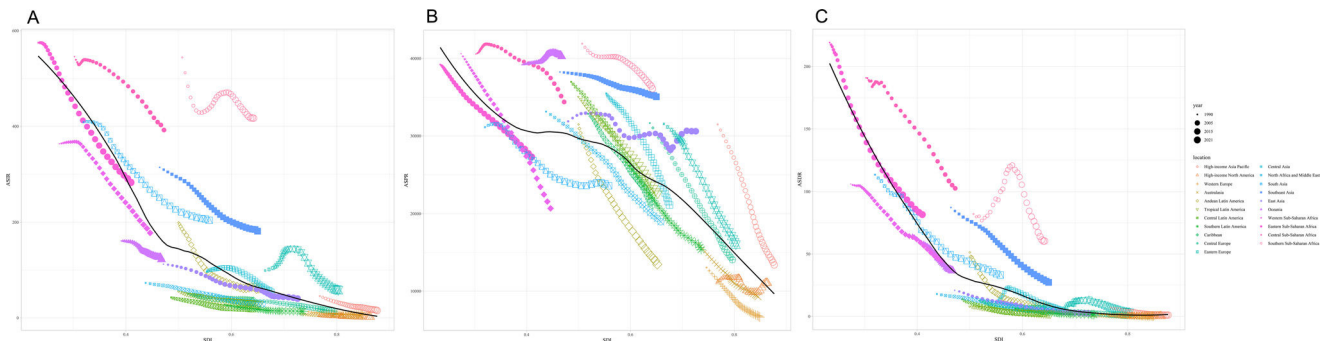 A
B
C
600
400
200
0
ASIR
0.4
0.6
0.8
SDI
40000
30000
20000
10000
ASPR
0.4
0.6
0.8
SDI
200
150
100
50
0
ASDR
0.4
0.6
0.8
SDI
year
1990
2000
2010
2021
location
High-income Asia Pacific
High-income North America
Western Europe
Australasia
Andean Latin America
Tropical Latin America
Central Latin America
Southern Latin America
Caribbean
Central Europe
Eastern Europe
Central Asia
North Africa and Middle East
South Asia
Southeast Asia
East Asia
Oceania
Western Sub-Saharan Africa
Eastern Sub-Saharan Africa
Central Sub-Saharan Africa
Southern Sub-Saharan Africa